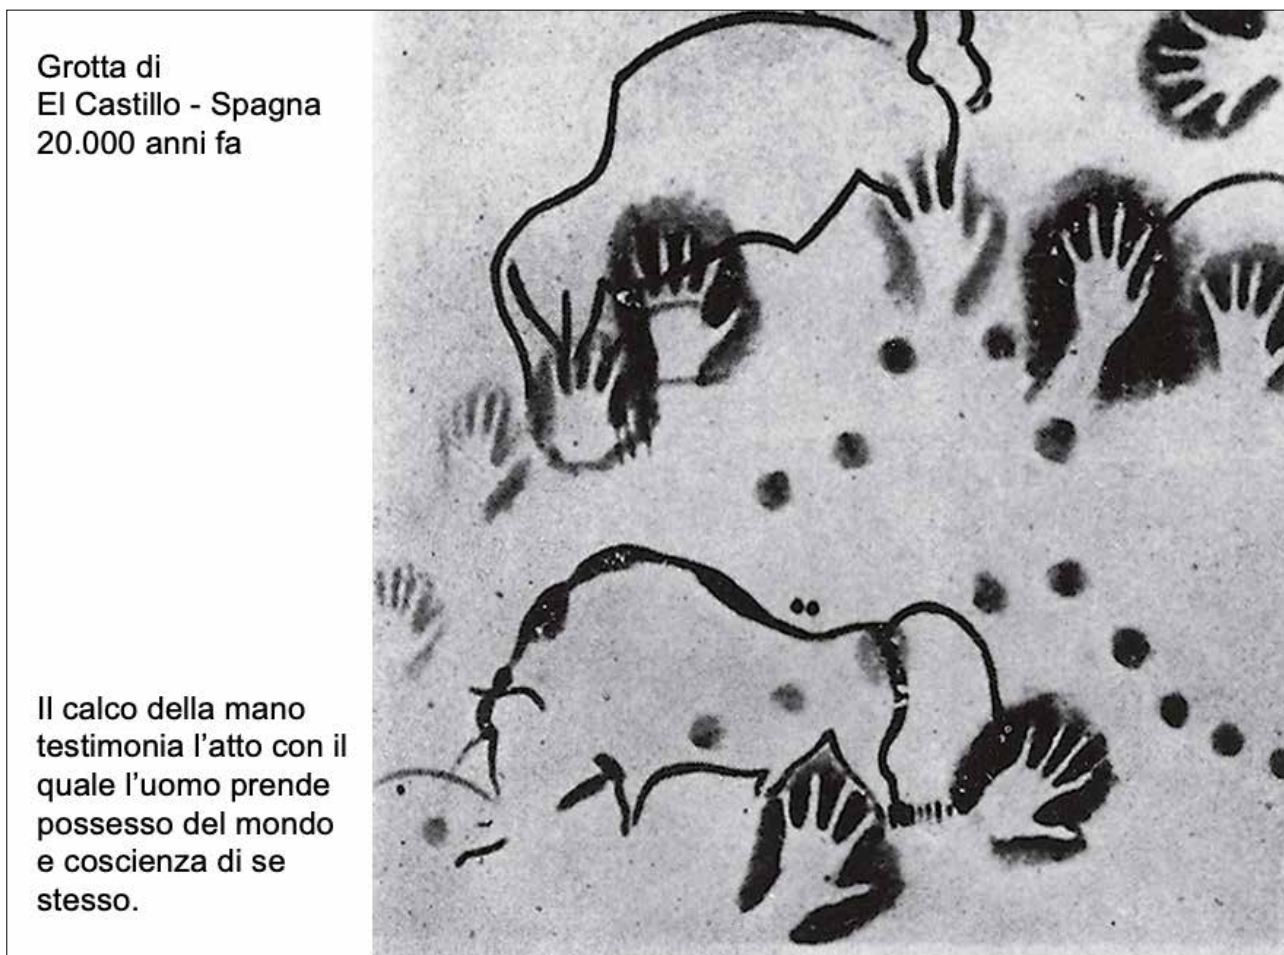 Grotta di
El Castillo - Spagna
20.000 anni fa
Il calco della mano
testimonia l'atto con il
quale l'uomo prende
possesso del mondo
e coscienza di se
stesso.